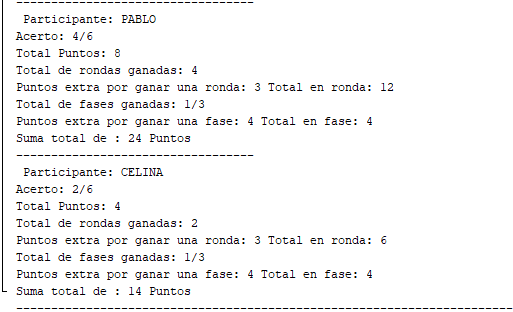 ----------------------------------
Participante: PABLO
Acerto: 4/6
Total Puntos: 8
Total de rondas ganadas: 4
Puntos extra por ganar una ronda: 3 Total en ronda: 12
Total de fases ganadas: 1/3
Puntos extra por ganar una fase: 4 Total en fase: 4
Suma total de : 24 Puntos
----------------------------------
Participante: CELINA
Acerto: 2/6
Total Puntos: 4
Total de rondas ganadas: 2
Puntos extra por ganar una ronda: 3 Total en ronda: 6
Total de fases ganadas: 1/3
Puntos extra por ganar una fase: 4 Total en fase: 4
Suma total de : 14 Puntos
-----------------------------------------------------------------------